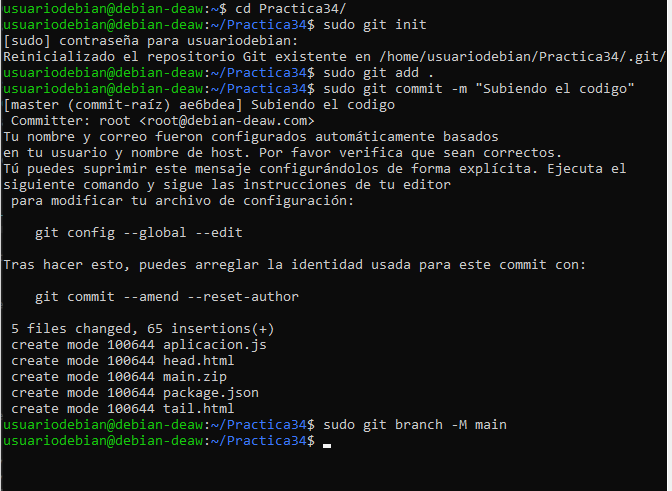 usuariodebian@debian-deaw:~$ cd Practica34/
usuariodebian@debian-deaw:~/Practica34$ sudo git init
[sudo] contraseña para usuariodebian:
Reinicializado el repositorio Git existente en /home/usuariodebian/Practica34/.git/
usuariodebian@debian-deaw:~/Practica34$ sudo git add .
usuariodebian@debian-deaw:~/Practica34$ sudo git commit -m "Subiendo el codigo"
[master (commit-raíz) ae6bdea] Subiendo el codigo
 Committer: root <root@debian-deaw.com>
Tu nombre y correo fueron configurados automáticamente basados
en tu usuario y nombre de host. Por favor verifica que sean correctos.
Tú puedes suprimir este mensaje configurándolos de forma explícita. Ejecuta el
siguiente comando y sigue las instrucciones de tu editor
 para modificar tu archivo de configuración:

    git config --global --edit

Tras hacer esto, puedes arreglar la identidad usada para este commit con:

    git commit --amend --reset-author

 5 files changed, 65 insertions(+)
 create mode 100644 aplicacion.js
 create mode 100644 head.html
 create mode 100644 main.zip
 create mode 100644 package.json
 create mode 100644 tail.html
usuariodebian@debian-deaw:~/Practica34$ sudo git branch -M main
usuariodebian@debian-deaw:~/Practica34$